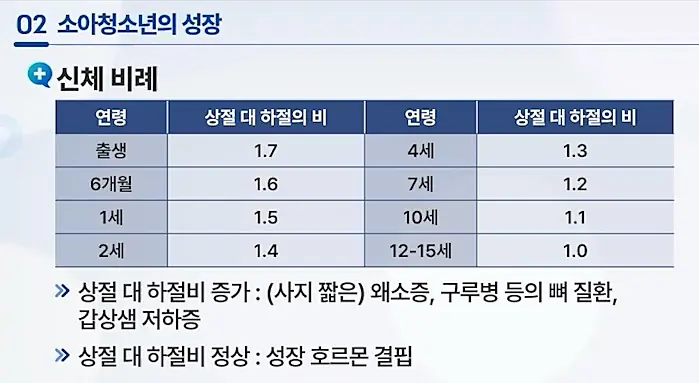 02 소아청소년의 성장
신체 비례
연령 상절 대 하절의 비 연령 상절 대 하절의 비
출생 1.7 4세 1.3
6개월 1.6 7세 1.2
1세 1.5 10세 1.1
2세 1.4 12-15세 1.0
» 상절 대 하절비 증가 : (사지 짧은) 왜소증, 구루병 등의 뼈 질환,
갑상샘 저하증
» 상절 대 하절비 정상 : 성장 호르몬 결핍